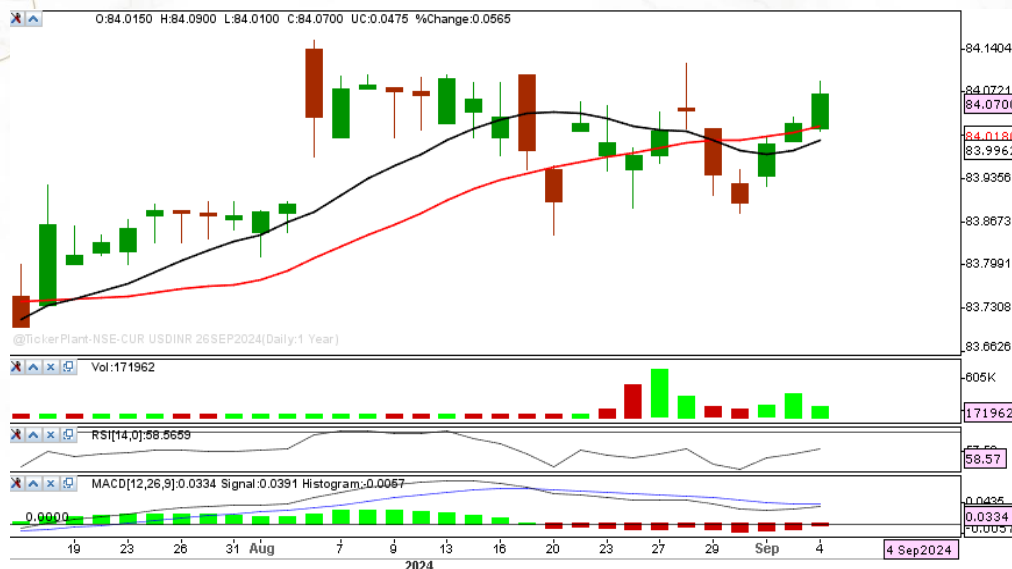 O:84.0150 H:84.0900 L:84.0100 C:84.0700 UC:0.0475 %Change:0.0565
84.1404
84.0721
84.0700
84.0180
83.9962
83.9356
83.8673
83.7991
83.7308
83.6626
@TickerPlant-NSE-CUR USDINR 26SEP2024(Daily:1 Year)
Vol:171962
605K
171962
RSI[14,0]:58.5659
58.57
MACD[12,26,9]:0.0334 Signal:0.0391 Histogram:-0.0057
0.0435
0.0334
-0.0057
0.0000
19 23 26 31 Aug 7 9 13 16 20 23 27 29 Sep 4
4 Sep2024
2024